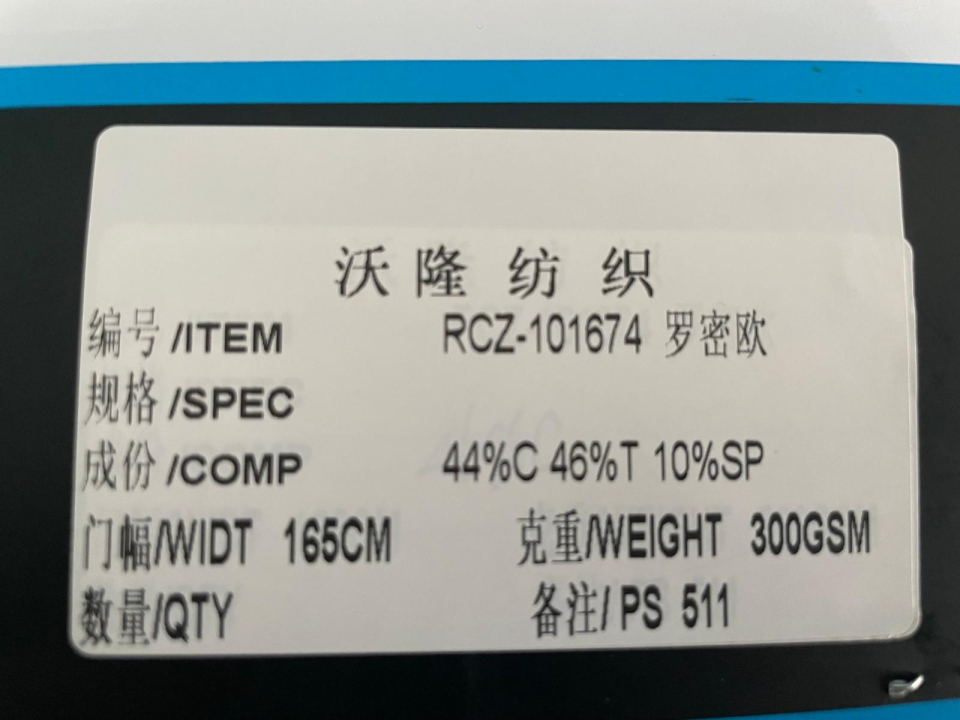 沃隆纺织
编号/ITEM RCZ-101674 罗密欧
规格/SPEC
成份/COMP 44%C 46%T 10%SP
门幅/WIDT 165CM 克重/WEIGHT 300GSM
数量/QTY 备注/ PS 511